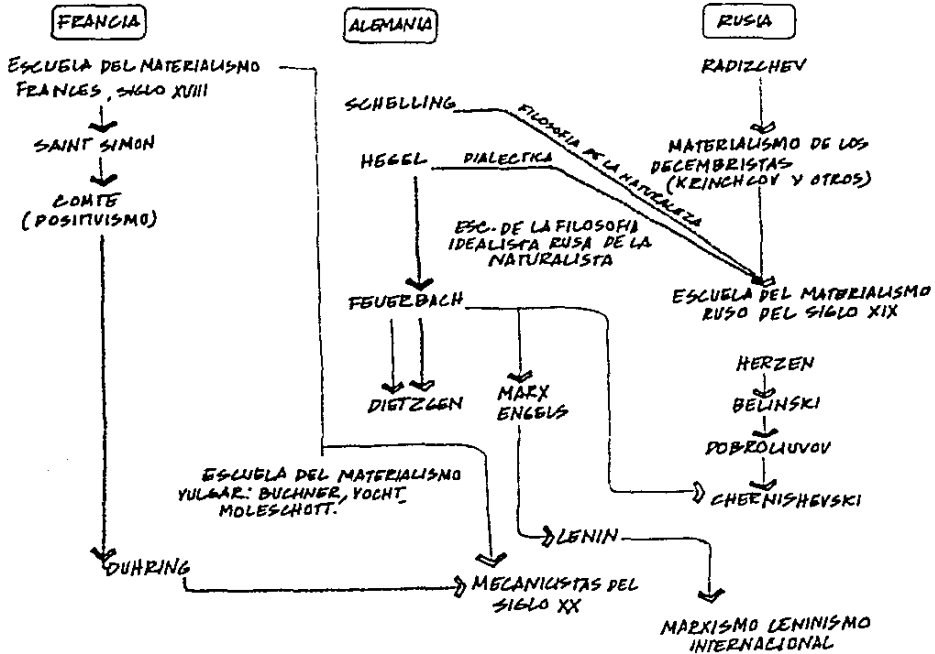 FRANCIA
ALEMANIA
RUSIA
ESCUELA DEL MATERIALISMO
FRANCES, SIGLO XVIII
SAINT SIMON
COMTE
(POSITIVISMO)
DUHRING
SCHELLING
FILOSOFIA DE LA NATURALEZA
HEGEL
DIALECTICA
ESC. DE LA FILOSOFIA
IDEALISTA RUSA DE LA
NATURALISTA
FEUERBACH
DIETZGEN
MARX
ENGELS
ESCUELA DEL MATERIALISMO
VULGAR: BUCHNER, VOCHT,
MOLESCHOTT.
LENIN
MECANICISTAS DEL
SIGLO XX
RADIZCHEV
MATERIALISMO DE LOS
DECEMBRISTAS
(KRINCHCOV Y OTROS)
ESCUELA DEL MATERIALISMO
RUSO DEL SIGLO XIX
HERZEN
BELINSKI
DOBROLIUVOV
CHERNISHEVSKI
MARXISMO LENINISMO
INTERNACIONAL